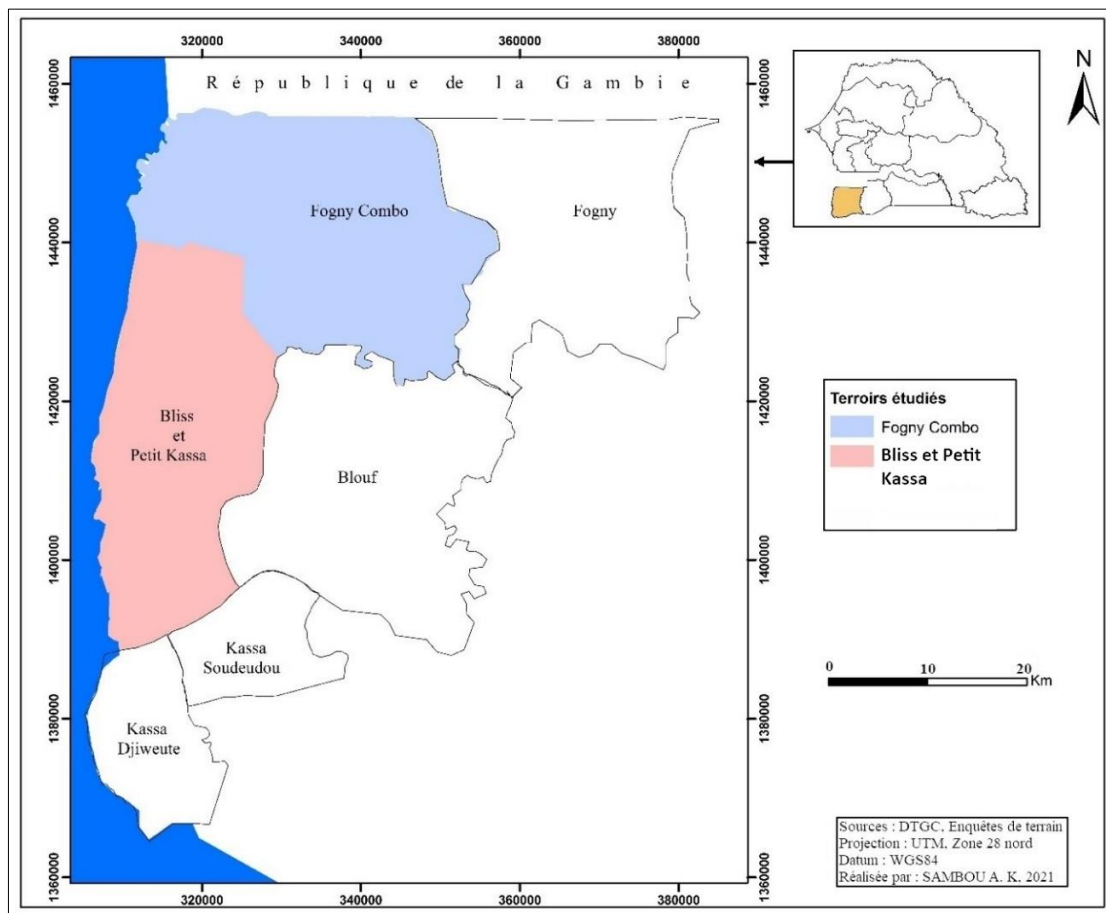 320000
340000
360000
380000
République de la Gambie
N
1460000
1440000
1420000
1400000
1380000
1360000
1460000
1440000
1420000
1400000
1380000
1360000
Fogny Combo
Fogny
Bliss
et
Petit Kassa
Blouf
Kassa
Soudeudou
Kassa
Djiweute
Terroirs étudiés
Fogny Combo
Bliss et Petit
Kassa
0 10 20
Km
Sources : DTGC, Enquêtes de terrain
Projection : UTM, Zone 28 nord
Datum : WGS84
Réalisée par : SAMBOU A. K. 2021
320000
340000
360000
380000